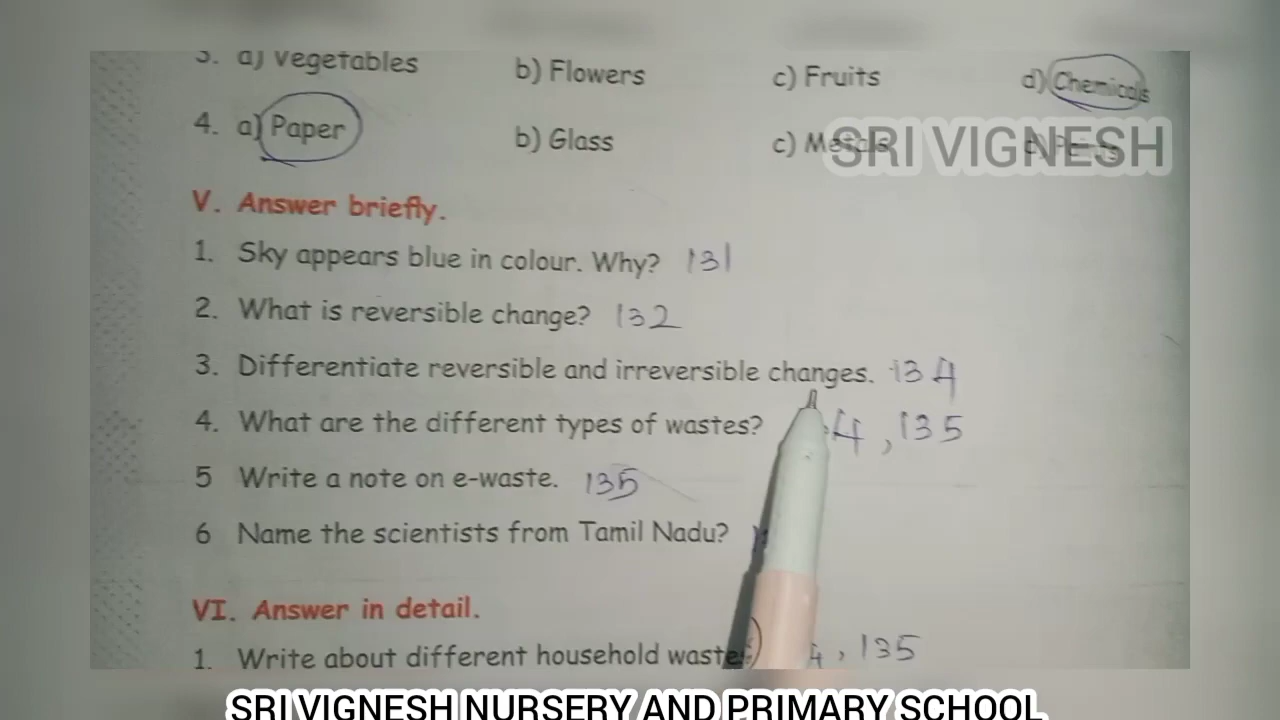 3. a) Vegetables b) Flowers c) Fruits d) Chemicals
4. a) Paper b) Glass c) Metals d)
SRI VIGNESH
V. Answer briefly.
1. Sky appears blue in colour. Why? 131
2. What is reversible change? 132
3. Differentiate reversible and irreversible changes. 134
4. What are the different types of wastes? 4, 135
5 Write a note on e-waste. 135
6 Name the scientists from Tamil Nadu?
VI. Answer in detail.
1. Write about different household waste 4, 135
SRI VIGNESH NURSERY AND PRIMARY SCHOOL